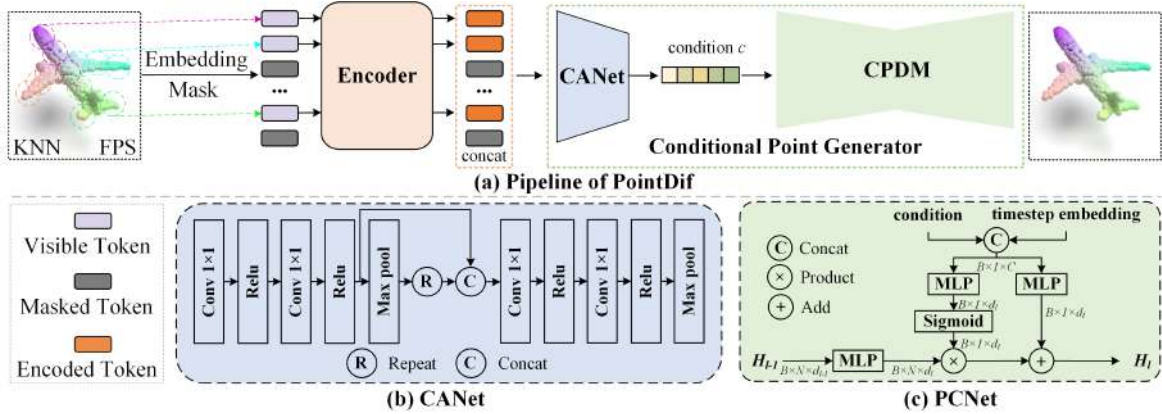 KNN
FPS
Embedding
Mask
...
Encoder
...
concat
CANet
condition c
CPDM
Conditional Point Generator
(a) Pipeline of PointDif
Visible Token
Masked Token
Encoded Token
Conv 1×1
Relu
Conv 1×1
Relu
Max pool
R
C
Conv 1×1
Relu
Conv 1×1
Relu
Max pool
R Repeat
C Concat
(b) CANet
condition
timestep embedding
C Concat
× Product
+ Add
C
B×1×C
MLP
MLP
B×1×dl
B×1×dl
Sigmoid
B×1×dl
Hl-1
B×N×dl-1
MLP
B×N×dl
×
+
Hl
(c) PCNet